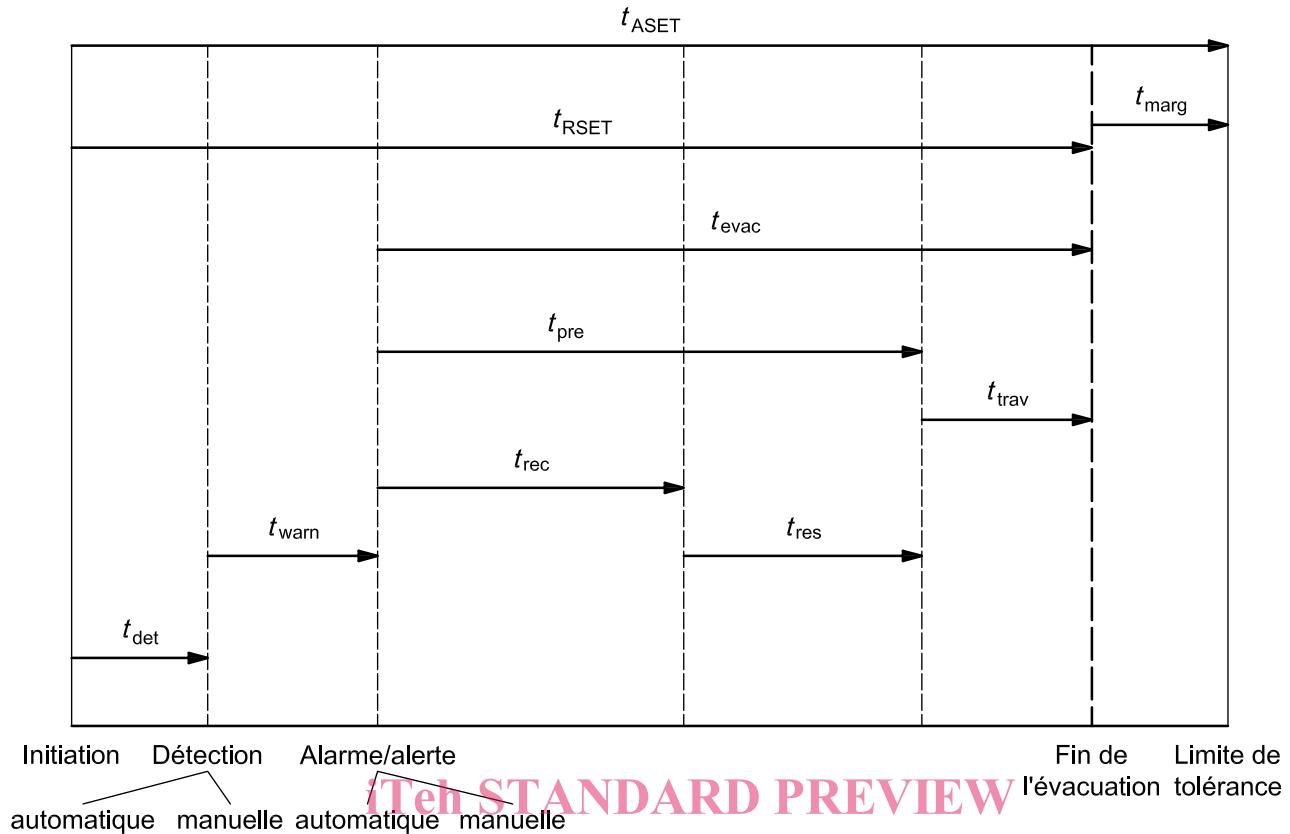 tASET
tmarg
tRSET
tevac
tpre
ttrav
trec
twarn
tres
tdet
Initiation Détection Alarme/alerte Fin de l'évacuation Limite de tolérance
automatique manuelle automatique manuelle
iTeh STANDARD PREVIEW